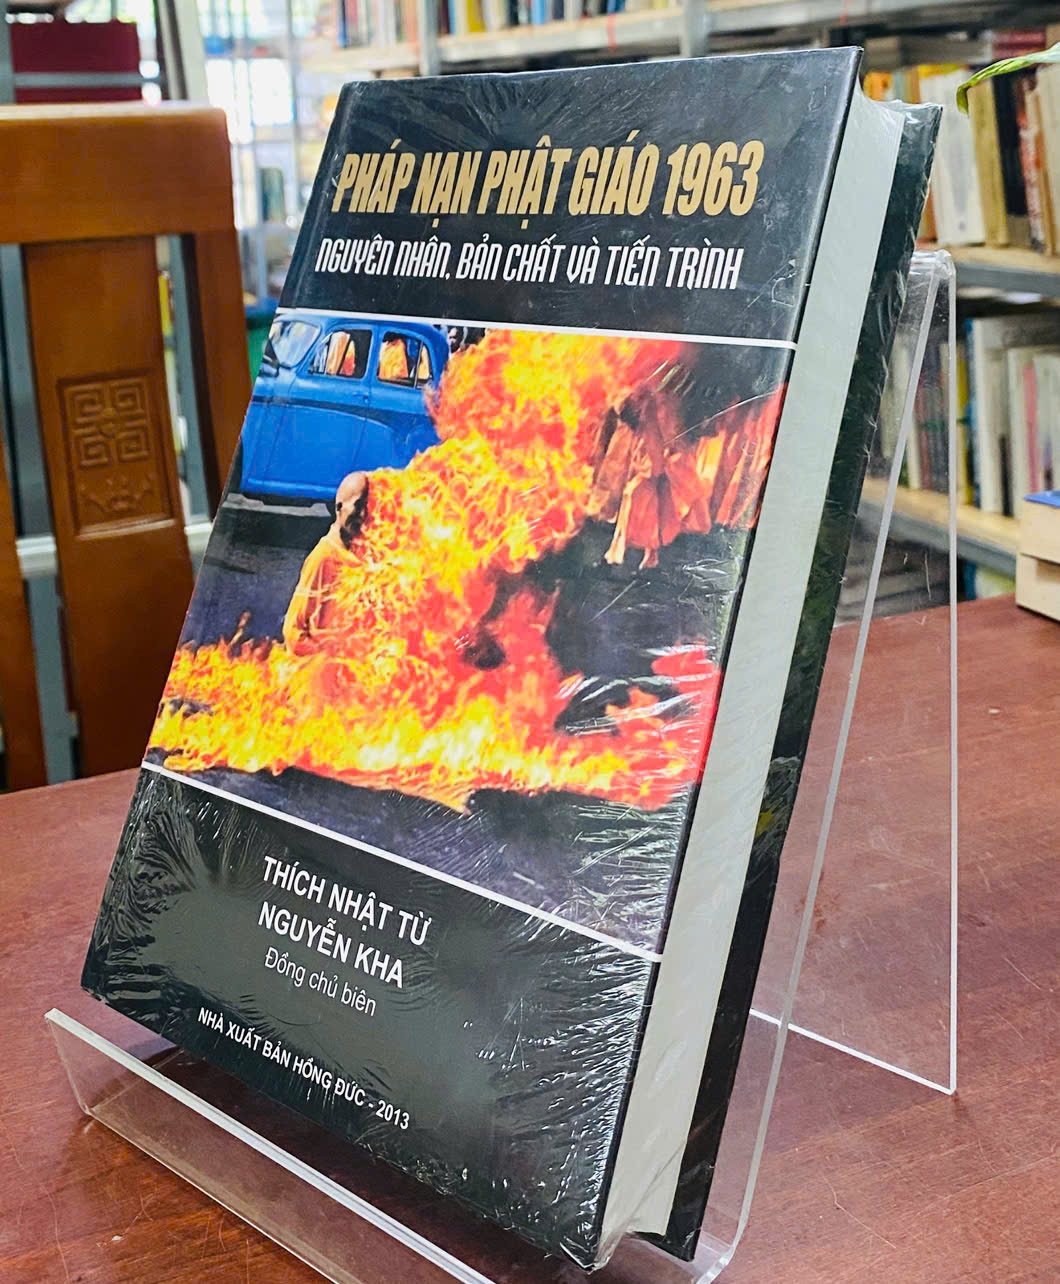 PHÁP NẠN PHẬT GIÁO 1963
NGUYÊN NHÂN, BẢN CHẤT VÀ TIẾN TRÌNH
THÍCH NHẬT TỪ
NGUYỄN KHA
Đồng chủ biên
NHÀ XUẤT BẢN HỒNG ĐỨC - 2013